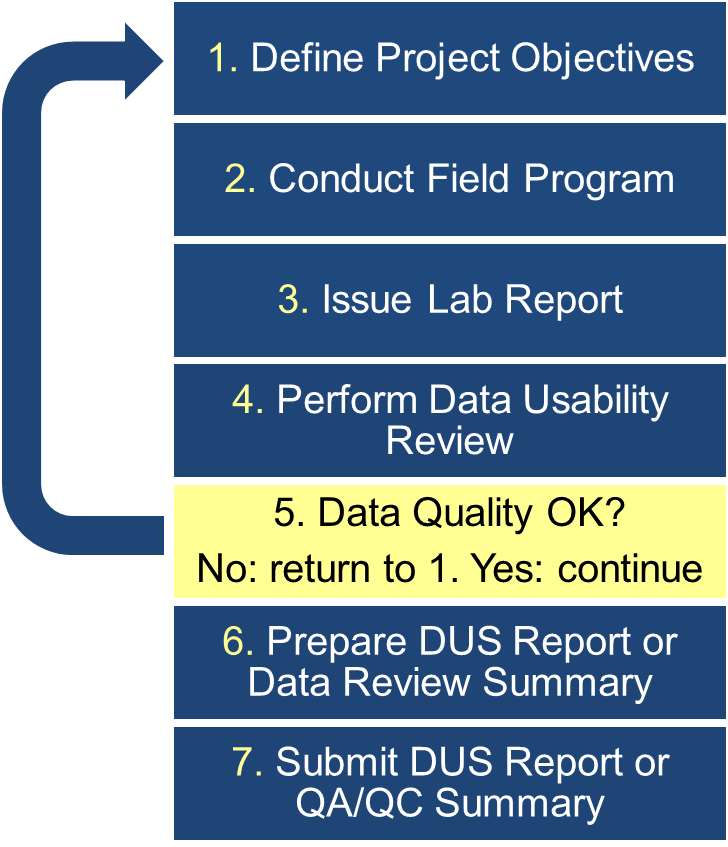 1. Define Project Objectives
2. Conduct Field Program
3. Issue Lab Report
4. Perform Data Usability
Review
5. Data Quality OK?
No: return to 1. Yes: continue
6. Prepare DUS Report or
Data Review Summary
7. Submit DUS Report or
QA/QC Summary